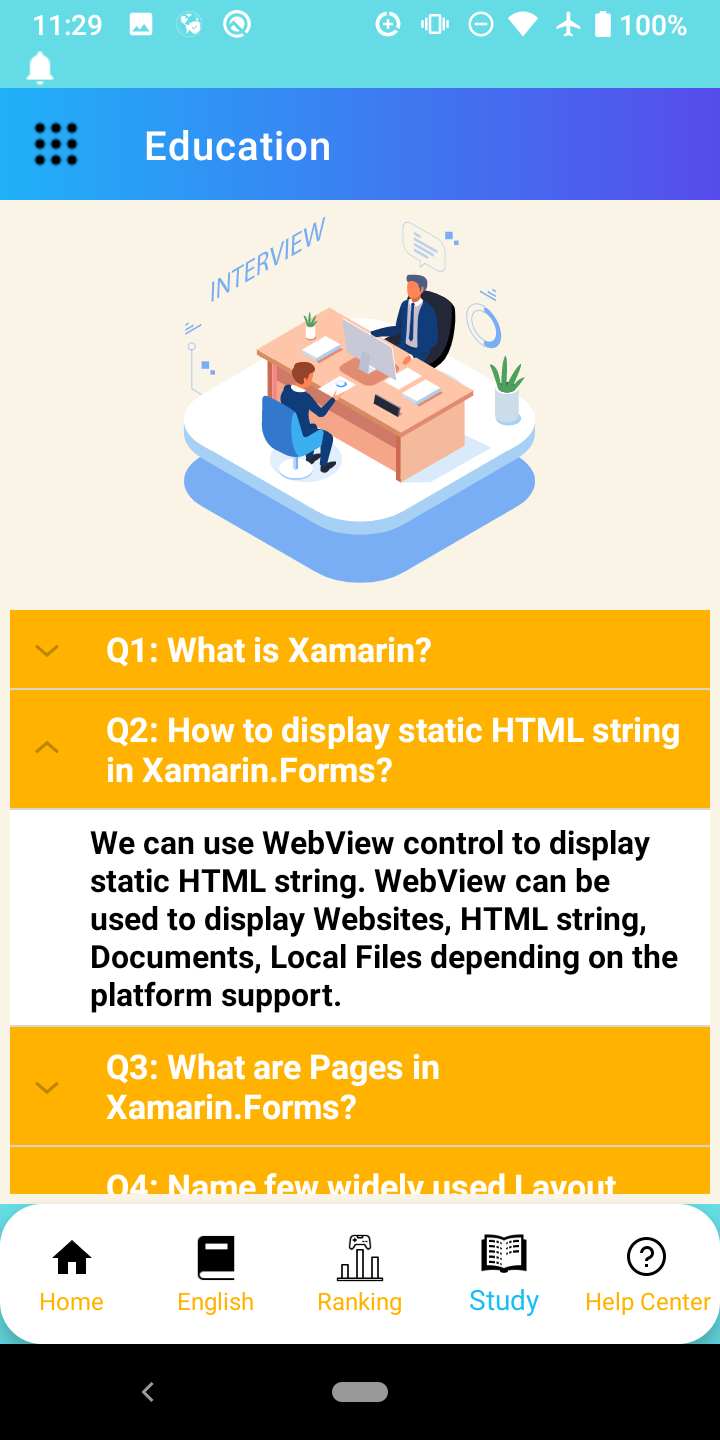 11:29
100%
Education
INTERVIEW
Q1: What is Xamarin?
Q2: How to display static HTML string
in Xamarin.Forms?
We can use WebView control to display
static HTML string. WebView can be
used to display Websites, HTML string,
Documents, Local Files depending on the
platform support.
Q3: What are Pages in
Xamarin.Forms?
Q4: Name few widely used Layout
Home
English
Ranking
Study
Help Center